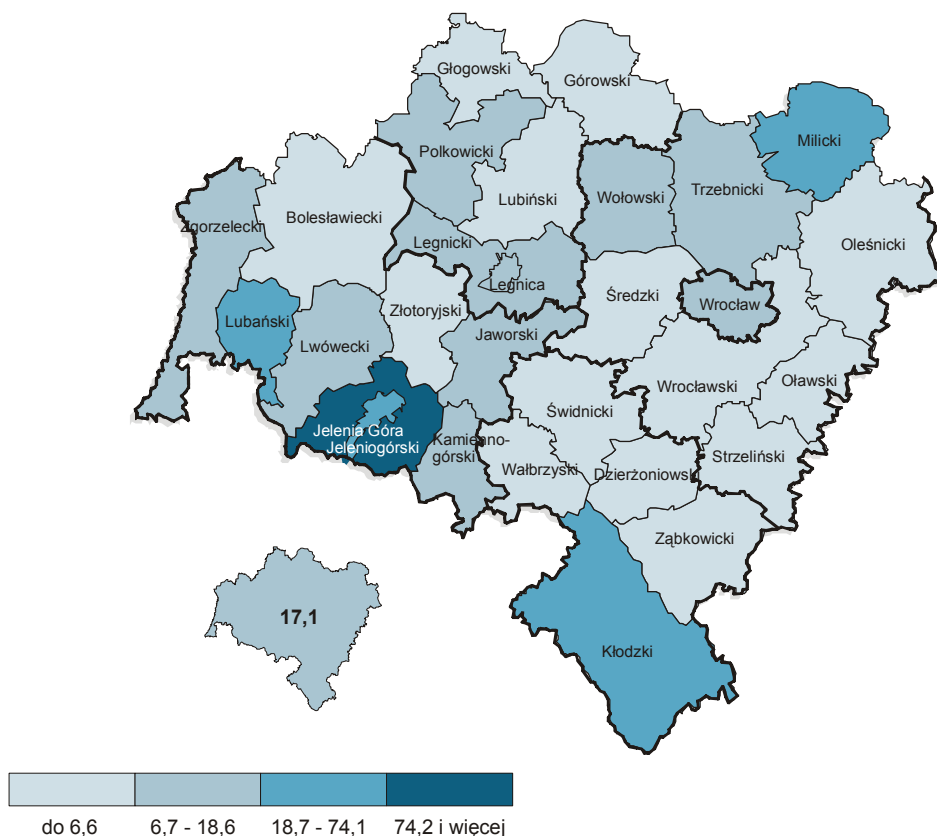 Głogowski
Górowski
Milicki
Polkowicki
Trzebnicki
Lubiński
Wołowski
Bolesławiecki
Zgorzelecki
Oleśnicki
Legnicki
Legnica
Średzki
Wrocław
Złotoryjski
Lubański
Jaworski
Lwówecki
Wrocławski
Oławski
Świdnicki
Jelenia Góra
Jeleniogórski
Kamienno-
górski
Wałbrzyski
Dzierżoniowski
Strzeliński
Ząbkowicki
17,1
Kłodzki
do 6,6
6,7 - 18,6
18,7 - 74,1
74,2 i więcej